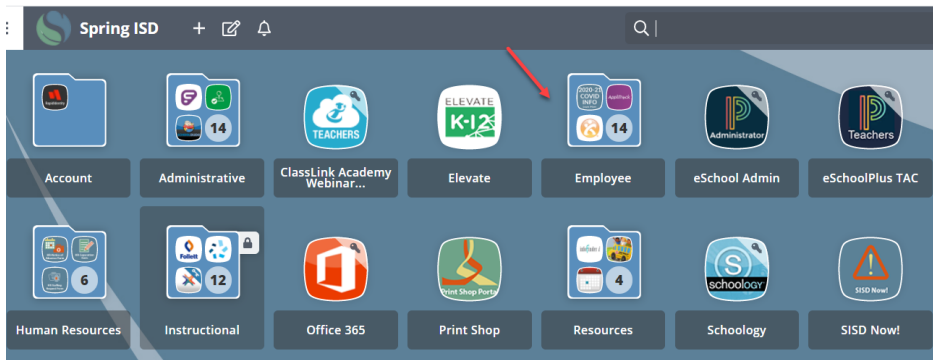 Spring ISD
2020-21
COVID
INFO
AppliTrack
14
14
TEACHERS
ELEVATE
K-12
Administrator
Teachers
Account
Administrative
ClassLink Academy
Webinar...
Elevate
Employee
eSchool Admin
eSchoolPlus TAC
Follett
6
12
Print Shop Porta
4
S
schoology
SISD Now!
Human Resources
Instructional
Office 365
Print Shop
Resources
Schoology
SISD Now!